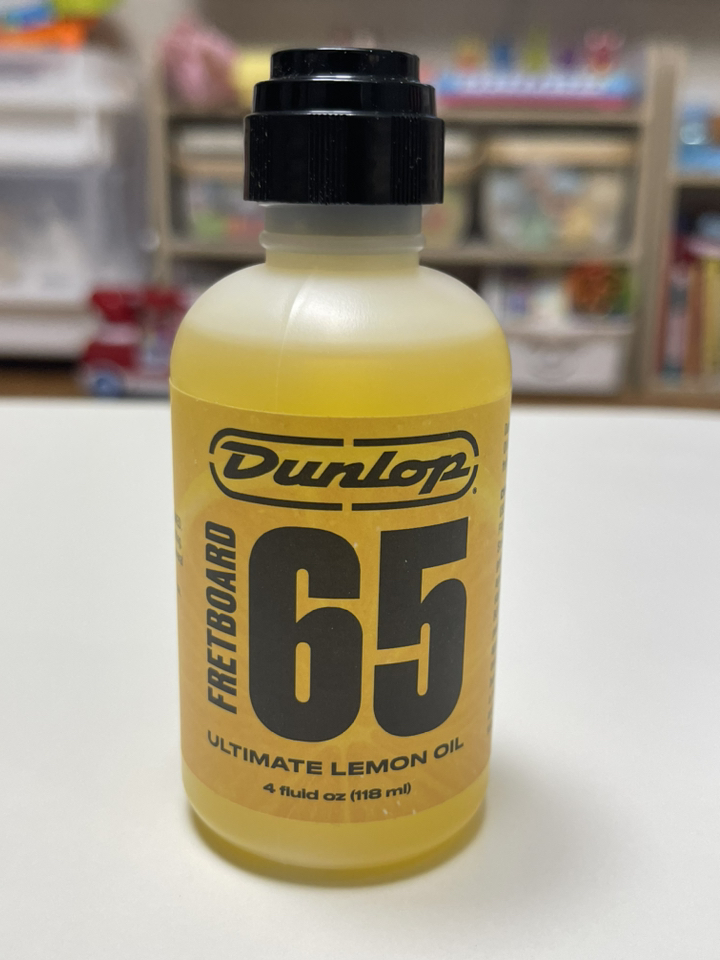 Dunlop
FRETBOARD
65
ULTIMATE LEMON OIL
4 fluid oz (118 ml)